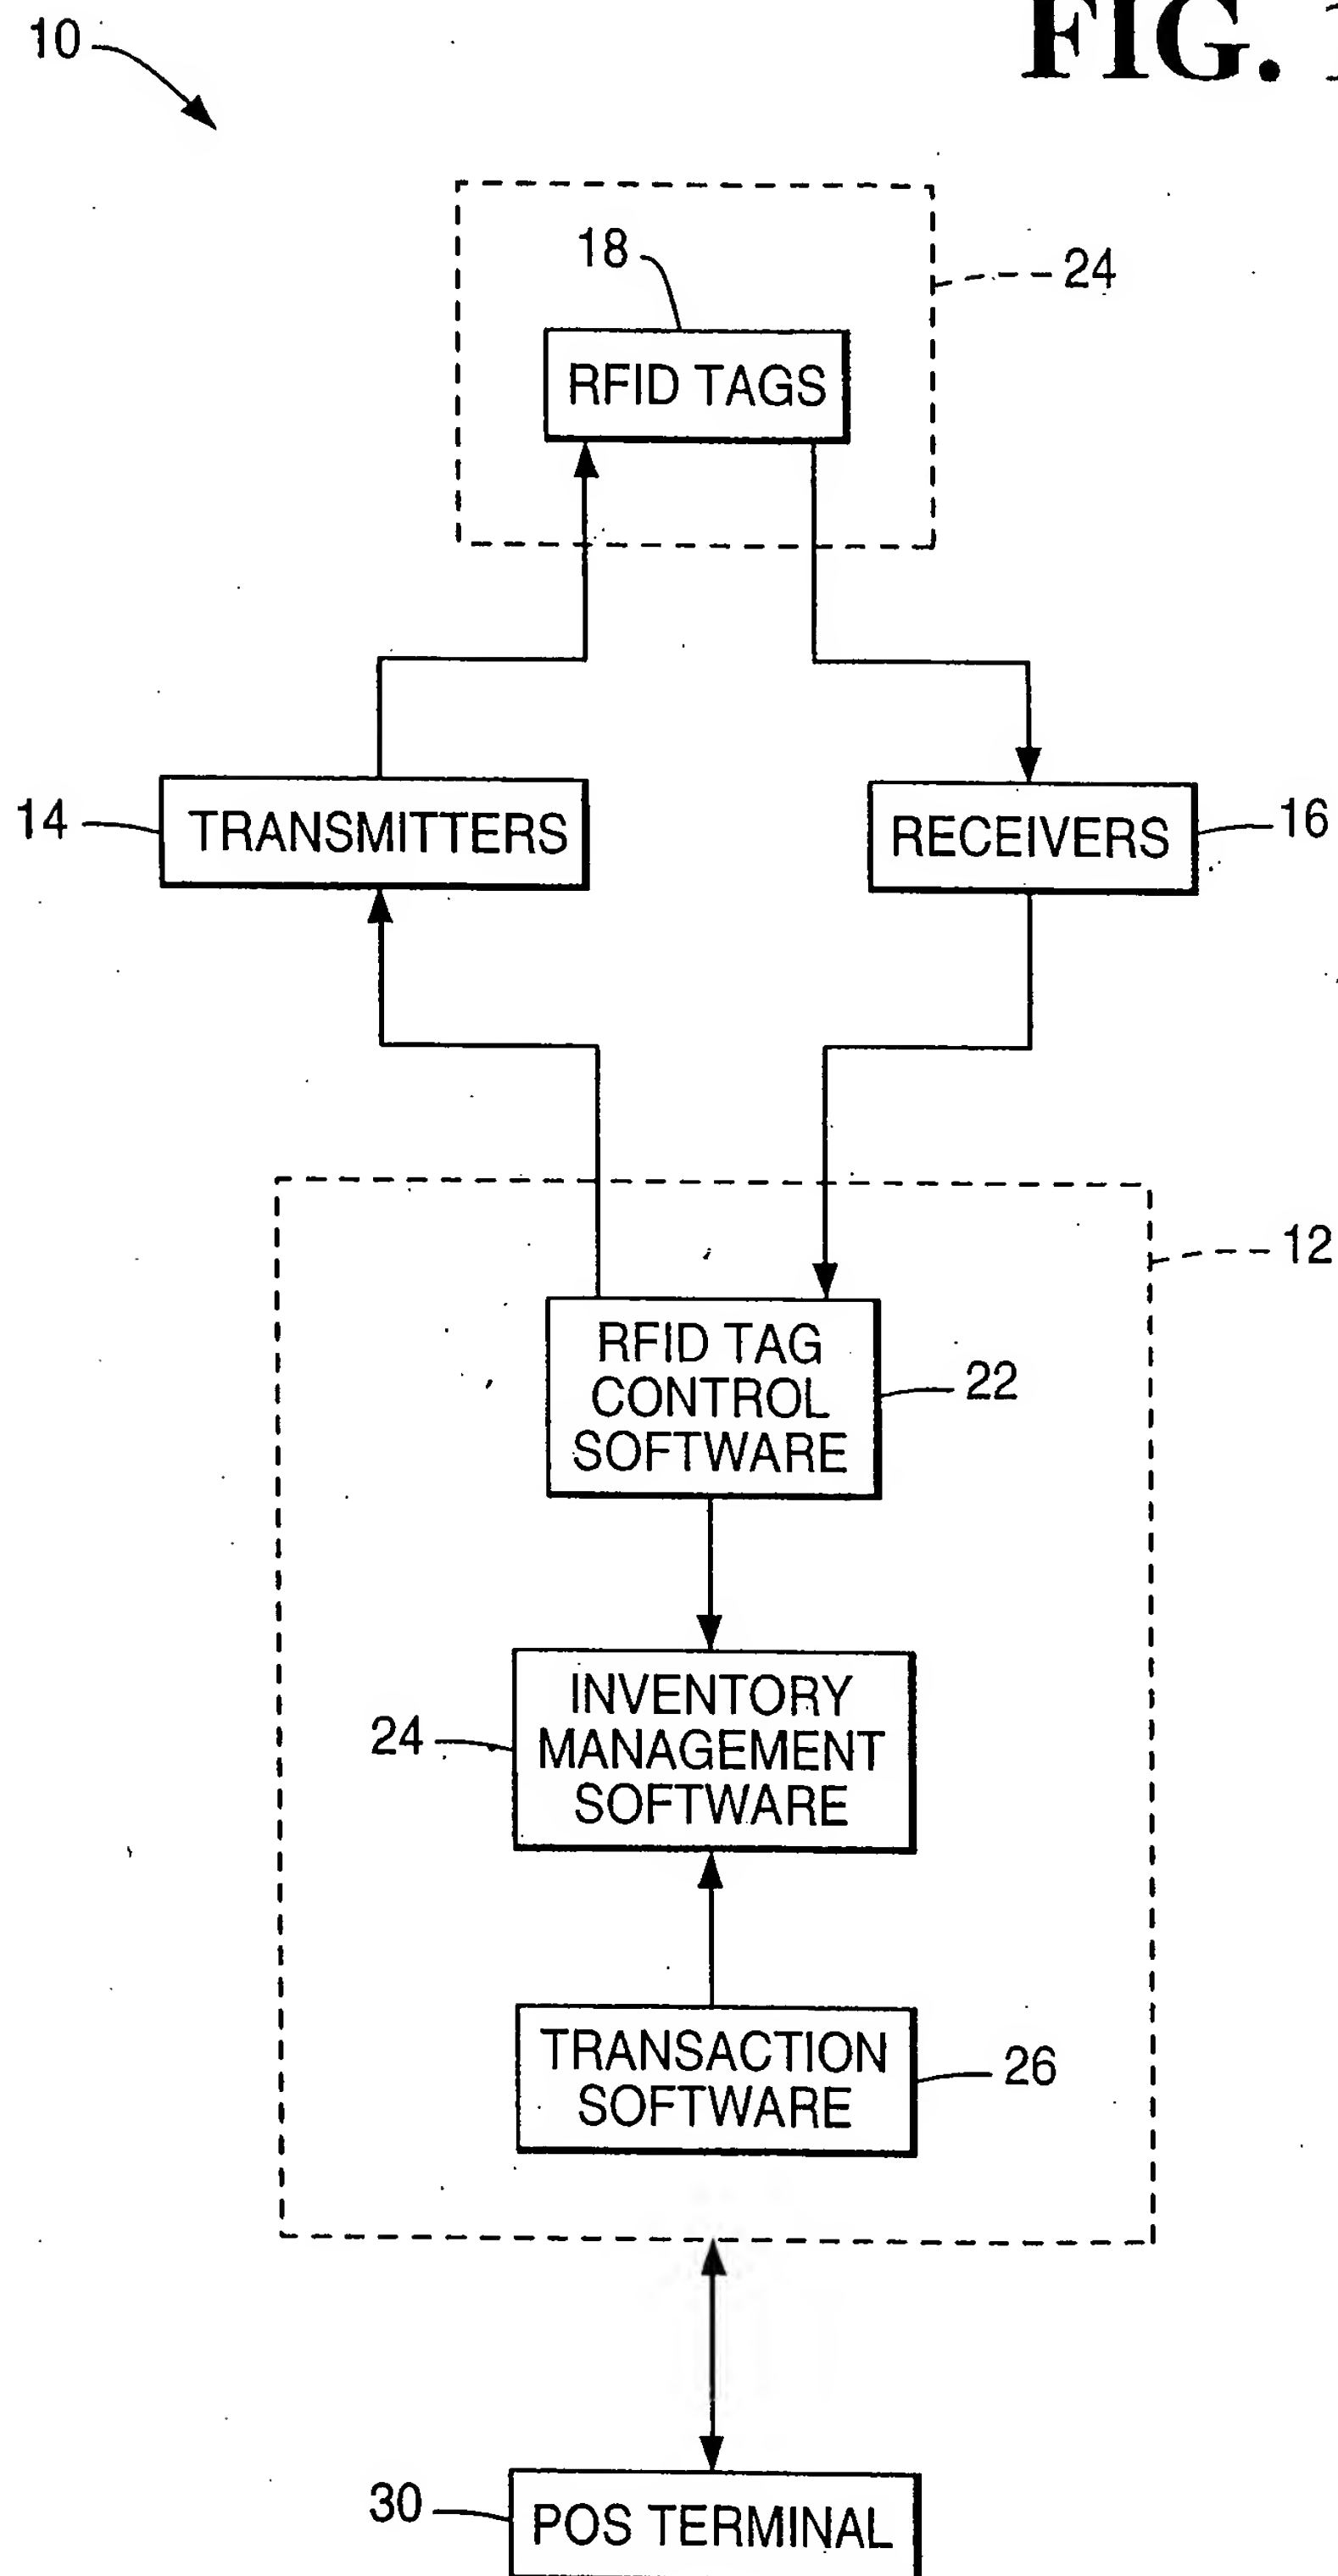 10
FIG. 1
18
24
RFID TAGS
14
TRANSMITTERS
RECEIVERS
16
12
RFID TAG
CONTROL
SOFTWARE
22
INVENTORY
MANAGEMENT
SOFTWARE
24
TRANSACTION
SOFTWARE
26
30
POS TERMINAL